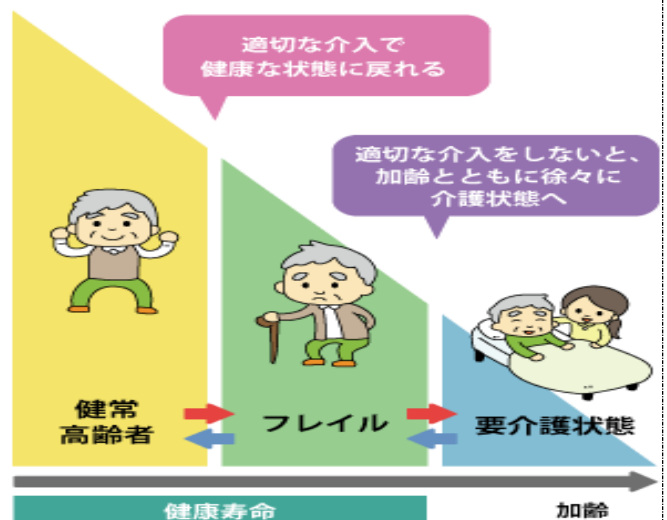 適切な介入で
健康な状態に戻れる
適切な介入をしないと、
加齢とともに徐々に
介護状態へ
健常
高齢者
フレイル
要介護状態
健康寿命
加齢